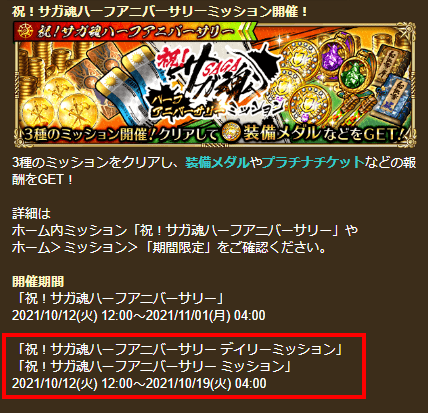 祝！サガ魂ハーフアニバーサリーミッション開催！
祝！サガ魂ハーフアニバーサリーミッション
祝！
SAGA
サガ魂
ハーフ
アニバーサリー ミッション
3種のミッション開催！クリアして 装備メダルなどをGET！
3種のミッションをクリアし、装備メダルやプラチナチケットなどの報
酬をGET！
詳細は
ホーム内ミッション「祝！サガ魂ハーフアニバーサリー」や
ホーム＞ミッション＞「期間限定」をご確認ください。
開催期間
「祝！サガ魂ハーフアニバーサリー」
2021/10/12(火) 12:00～2021/11/01(月) 04:00
「祝！サガ魂ハーフアニバーサリー デイリーミッション」
「祝！サガ魂ハーフアニバーサリー ミッション」
2021/10/12(火) 12:00～2021/10/19(火) 04:00